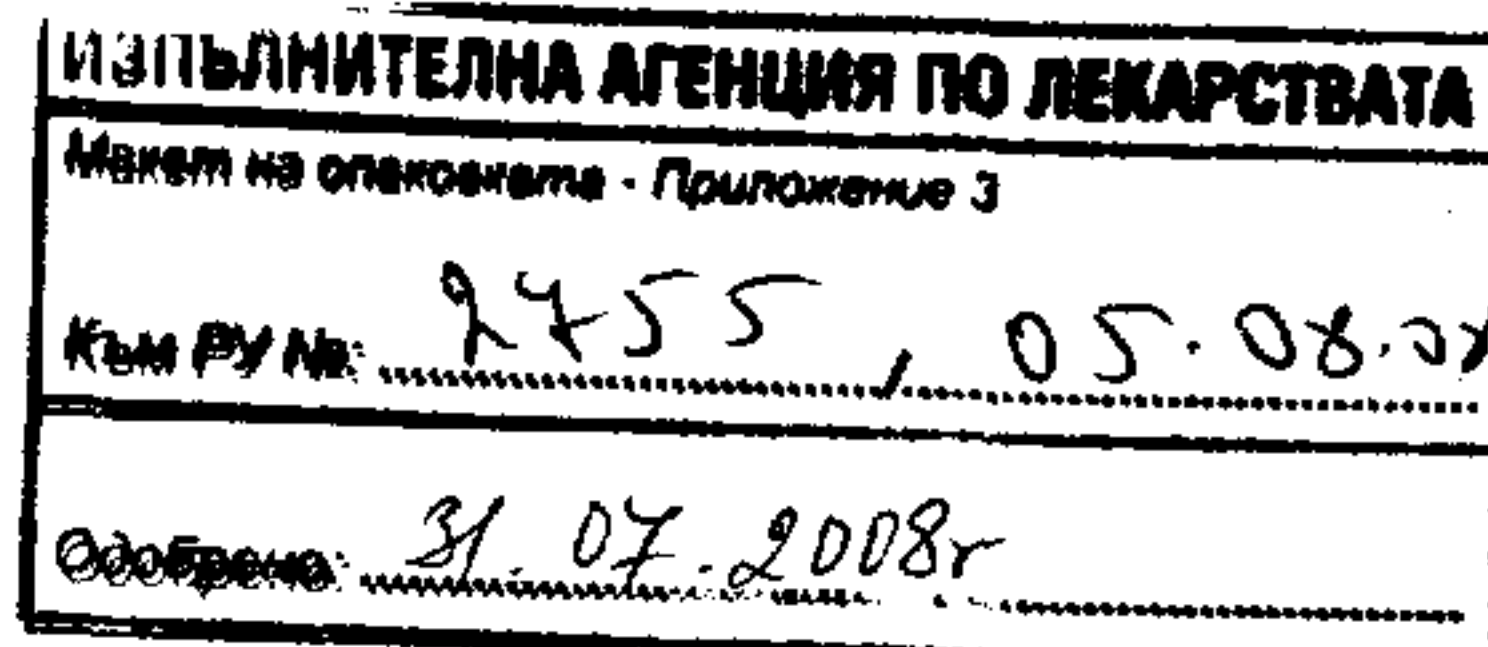 ИЗПЪЛНИТЕЛНА АГЕНЦИЯ ПО ЛЕКАРСТВАТА
Макет на опаковката - Приложение 3
Към РУ №: 2755, 05.08.08
Одобрено: 31.07.2008г